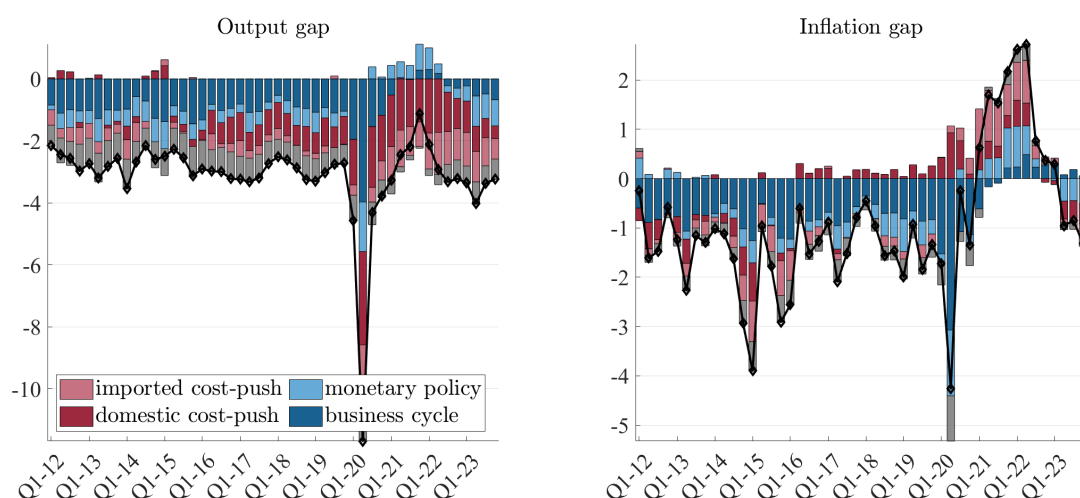 Output gap
0
-2
-4
-6
-8
-10
imported cost-push
monetary policy
domestic cost-push
business cycle
Q1-12
Q1-13
Q1-14
Q1-15
Q1-16
Q1-17
Q1-18
Q1-19
Q1-20
Q1-21
Q1-22
Q1-23
Inflation gap
2
1
0
-1
-2
-3
-4
-5
Q1-12
Q1-13
Q1-14
Q1-15
Q1-16
Q1-17
Q1-18
Q1-19
Q1-20
Q1-21
Q1-22
Q1-23